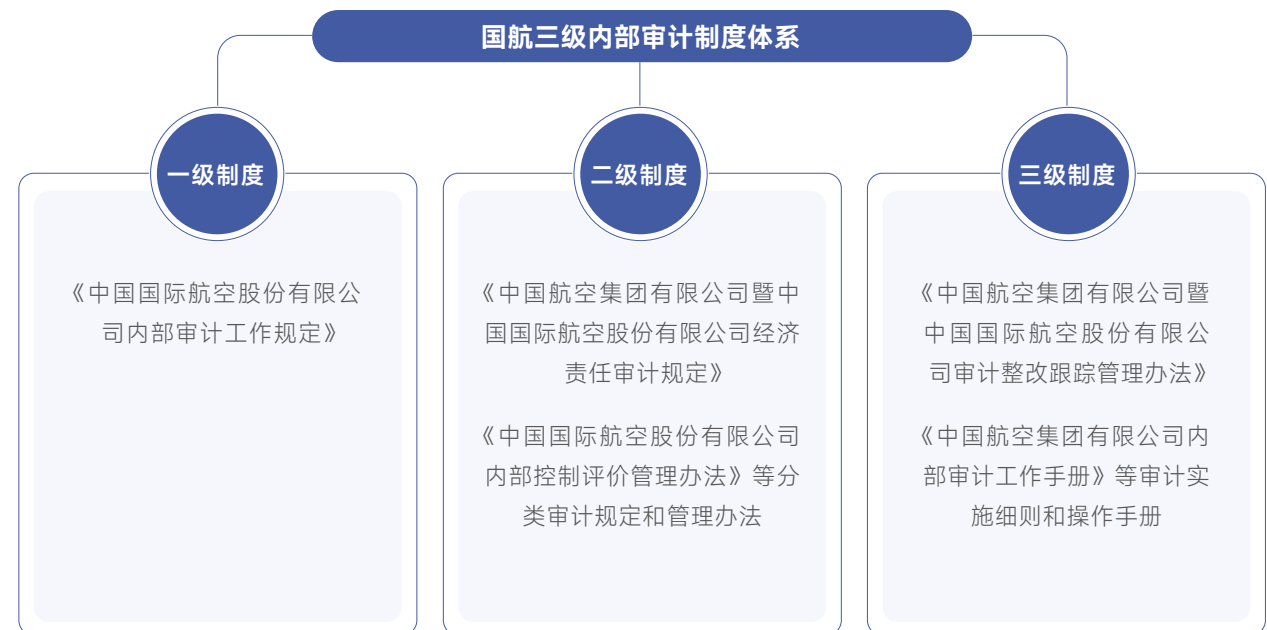 国航三级内部审计制度体系
一级制度
《中国国际航空股份有限公
司内部审计工作规定》
二级制度
《中国航空集团有限公司暨中
国国际航空股份有限公司经济
责任审计规定》
《中国国际航空股份有限公司
内部控制评价管理办法》等分
类审计规定和管理办法
三级制度
《中国航空集团有限公司暨
中国国际航空股份有限公
司审计整改跟踪管理办法》
《中国航空集团有限公司内
部审计工作手册》等审计实
施细则和操作手册